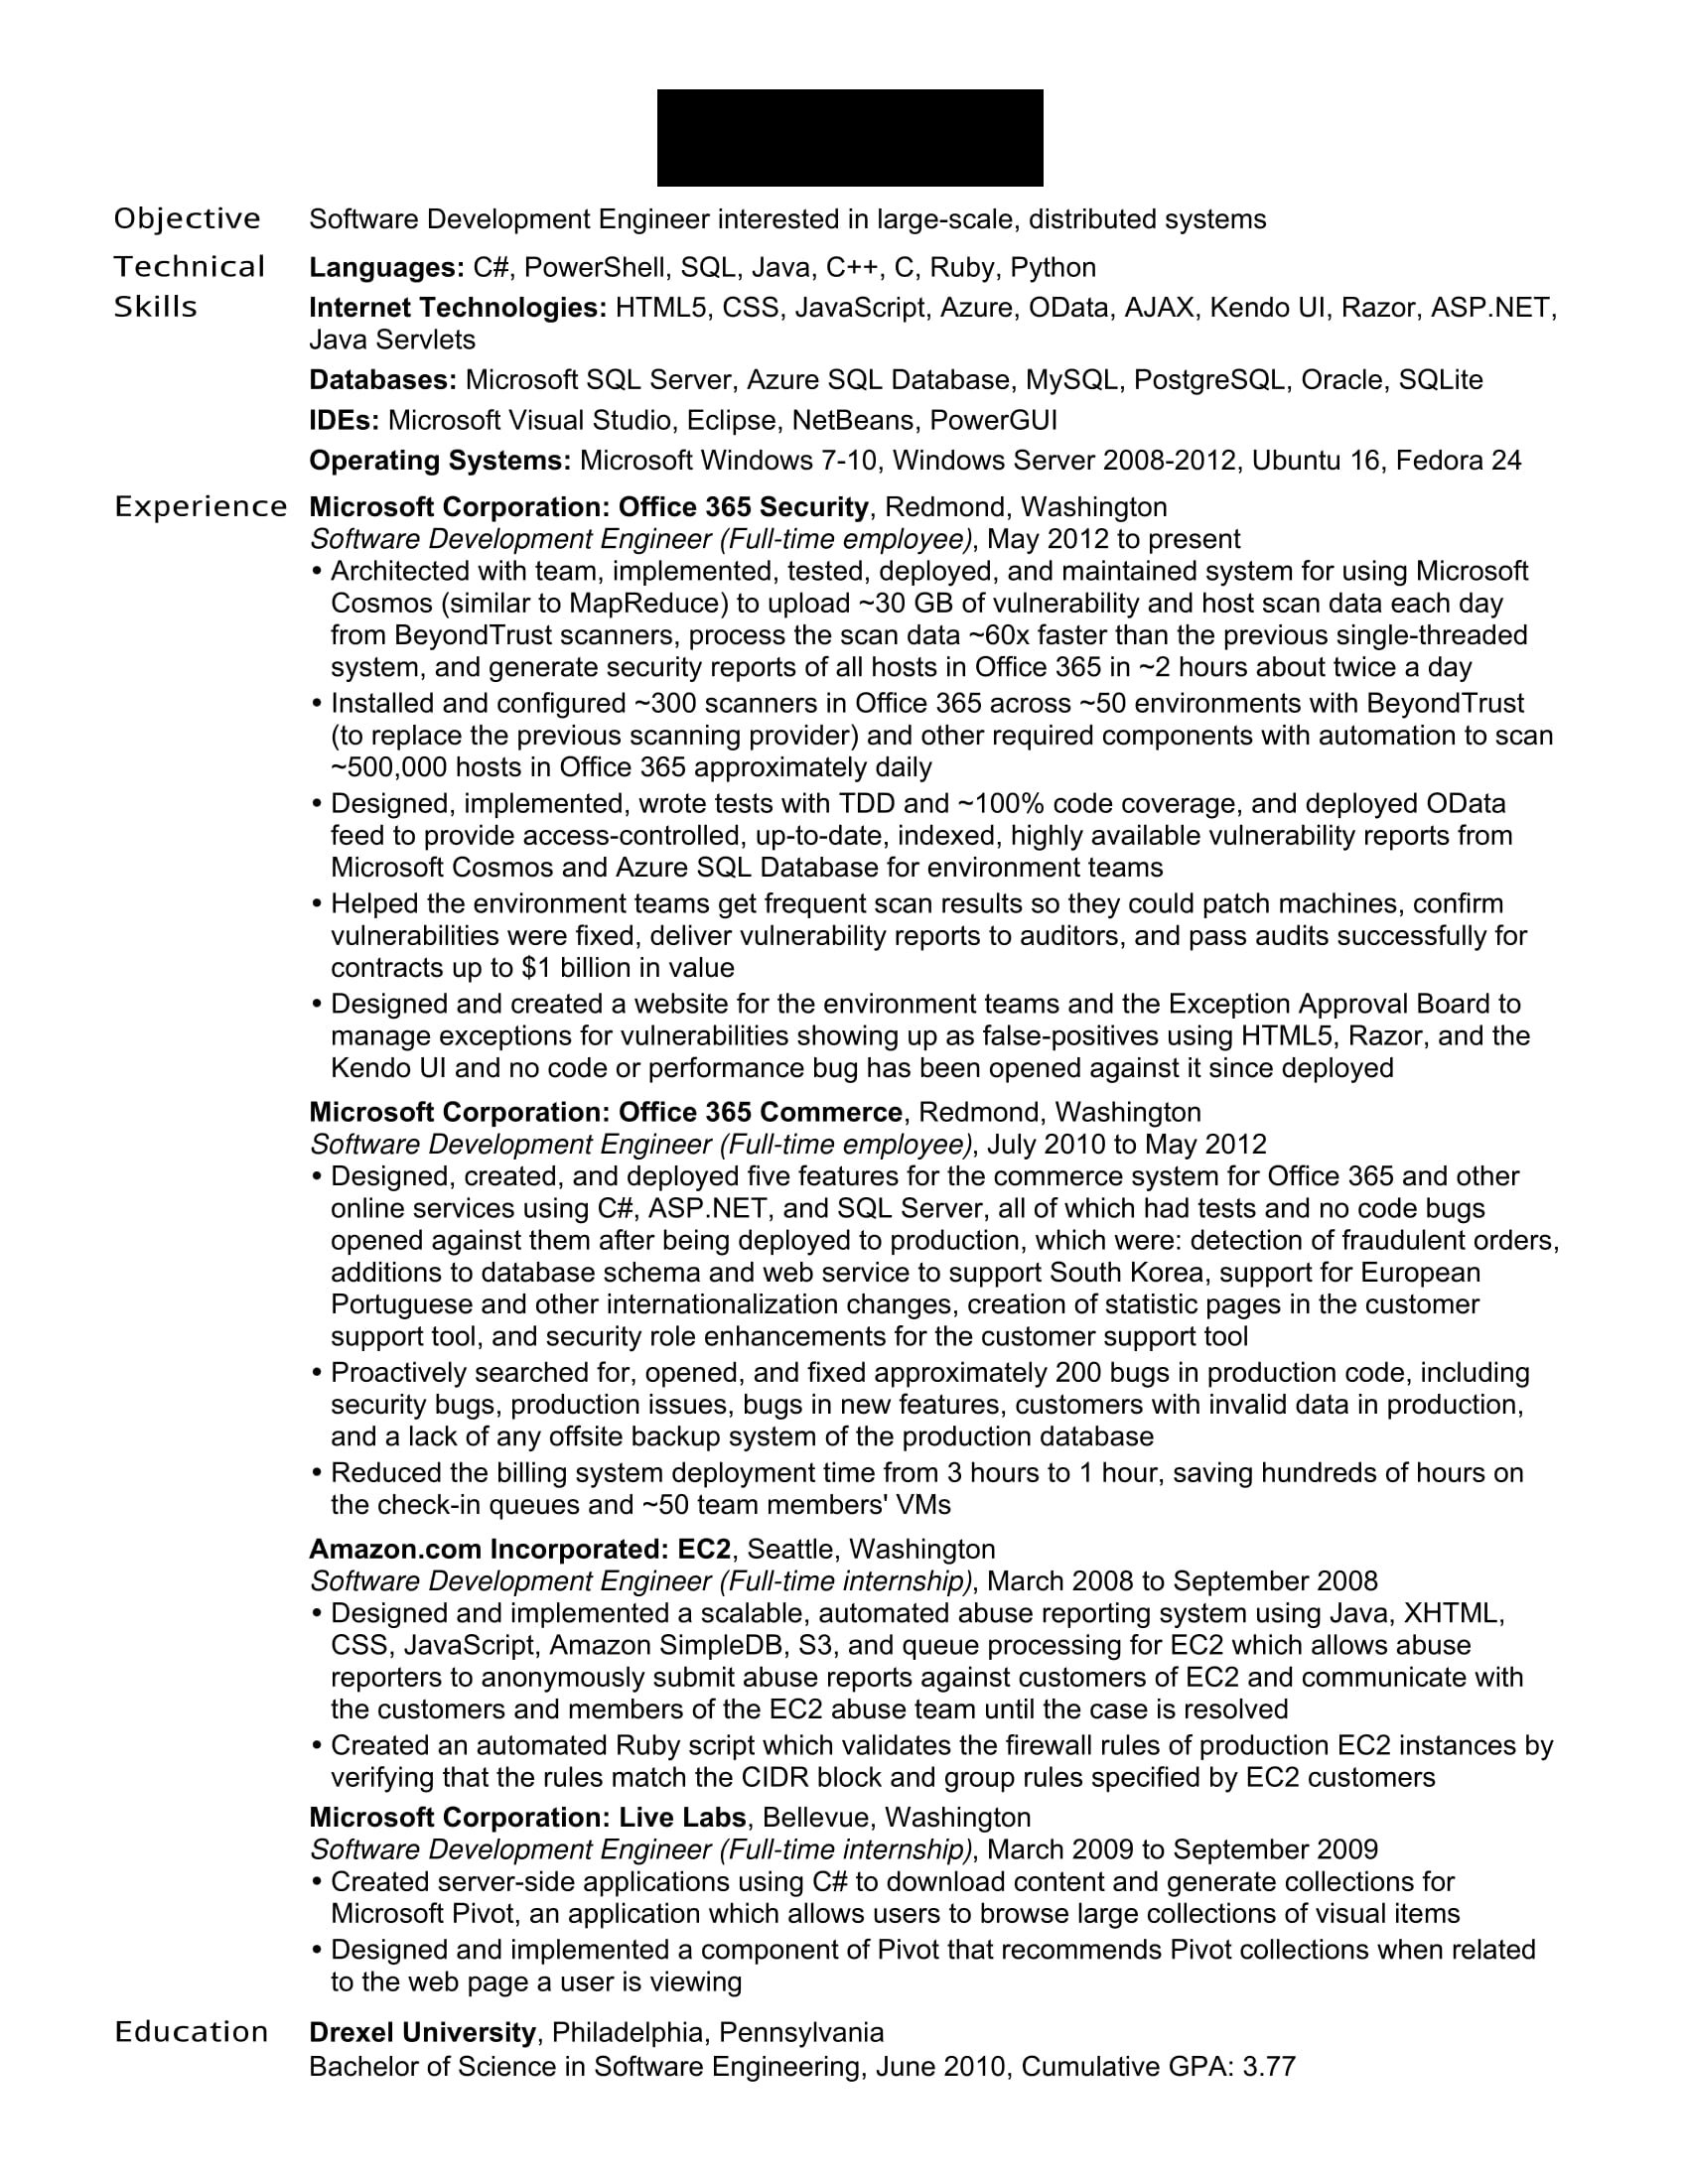 Objective Software Development Engineer interested in large-scale, distributed systems
Technical Languages: C#, PowerShell, SQL, Java, C++, C, Ruby, Python
Skills Internet Technologies: HTML5, CSS, JavaScript, Azure, OData, AJAX, Kendo UI, Razor, ASP.NET,
Java Servlets
Databases: Microsoft SQL Server, Azure SQL Database, MySQL, PostgreSQL, Oracle, SQLite
IDEs: Microsoft Visual Studio, Eclipse, NetBeans, PowerGUI
Operating Systems: Microsoft Windows 7-10, Windows Server 2008-2012, Ubuntu 16, Fedora 24
Experience Microsoft Corporation: Office 365 Security, Redmond, Washington
Software Development Engineer (Full-time employee), May 2012 to present
• Architected with team, implemented, tested, deployed, and maintained system for using Microsoft
Cosmos (similar to MapReduce) to upload ~30 GB of vulnerability and host scan data each day
from BeyondTrust scanners, process the scan data ~60x faster than the previous single-threaded
system, and generate security reports of all hosts in Office 365 in ~2 hours about twice a day
• Installed and configured ~300 scanners in Office 365 across ~50 environments with BeyondTrust
(to replace the previous scanning provider) and other required components with automation to scan
~500,000 hosts in Office 365 approximately daily
• Designed, implemented, wrote tests with TDD and ~100% code coverage, and deployed OData
feed to provide access-controlled, up-to-date, indexed, highly available vulnerability reports from
Microsoft Cosmos and Azure SQL Database for environment teams
• Helped the environment teams get frequent scan results so they could patch machines, confirm
vulnerabilities were fixed, deliver vulnerability reports to auditors, and pass audits successfully for
contracts up to $1 billion in value
• Designed and created a website for the environment teams and the Exception Approval Board to
manage exceptions for vulnerabilities showing up as false-positives using HTML5, Razor, and the
Kendo UI and no code or performance bug has been opened against it since deployed
Microsoft Corporation: Office 365 Commerce, Redmond, Washington
Software Development Engineer (Full-time employee), July 2010 to May 2012
• Designed, created, and deployed five features for the commerce system for Office 365 and other
online services using C#, ASP.NET, and SQL Server, all of which had tests and no code bugs
opened against them after being deployed to production, which were: detection of fraudulent orders,
additions to database schema and web service to support South Korea, support for European
Portuguese and other internationalization changes, creation of statistic pages in the customer
support tool, and security role enhancements for the customer support tool
• Proactively searched for, opened, and fixed approximately 200 bugs in production code, including
security bugs, production issues, bugs in new features, customers with invalid data in production,
and a lack of any offsite backup system of the production database
• Reduced the billing system deployment time from 3 hours to 1 hour, saving hundreds of hours on
the check-in queues and ~50 team members' VMs
Amazon.com Incorporated: EC2, Seattle, Washington
Software Development Engineer (Full-time internship), March 2008 to September 2008
• Designed and implemented a scalable, automated abuse reporting system using Java, XHTML,
CSS, JavaScript, Amazon SimpleDB, S3, and queue processing for EC2 which allows abuse
reporters to anonymously submit abuse reports against customers of EC2 and communicate with
the customers and members of the EC2 abuse team until the case is resolved
• Created an automated Ruby script which validates the firewall rules of production EC2 instances by
verifying that the rules match the CIDR block and group rules specified by EC2 customers
Microsoft Corporation: Live Labs, Bellevue, Washington
Software Development Engineer (Full-time internship), March 2009 to September 2009
• Created server-side applications using C# to download content and generate collections for
Microsoft Pivot, an application which allows users to browse large collections of visual items
• Designed and implemented a component of Pivot that recommends Pivot collections when related
to the web page a user is viewing
Education Drexel University, Philadelphia, Pennsylvania
Bachelor of Science in Software Engineering, June 2010, Cumulative GPA: 3.77